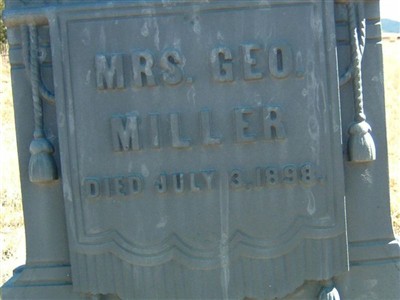 MRS. GEO.
MILLER
DIED JULY 3, 1898.